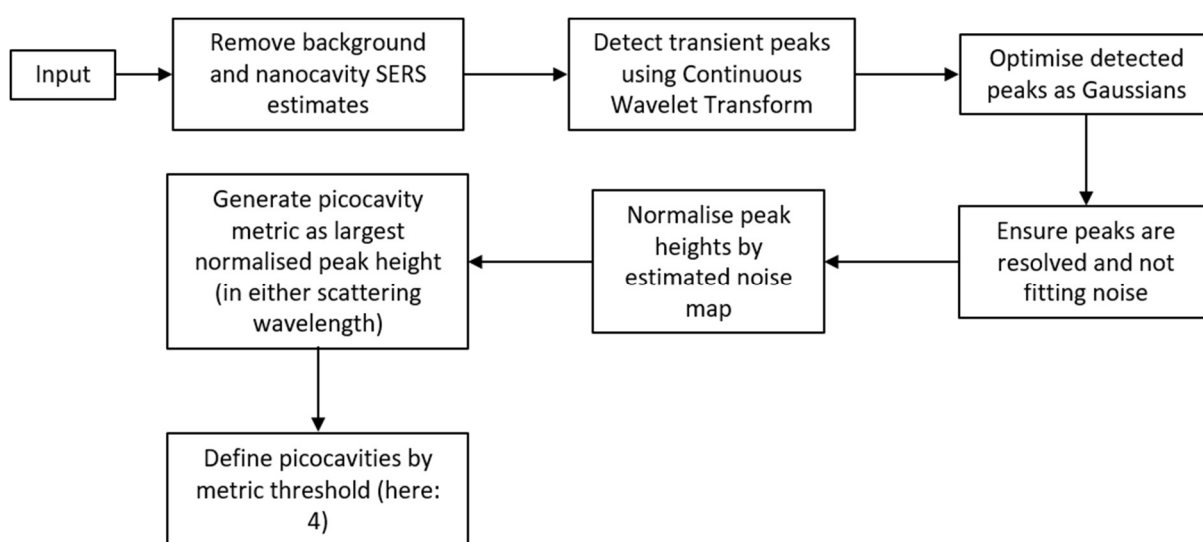 Input
Remove background
and nanocavity SERS
estimates
Detect transient peaks
using Continuous
Wavelet Transform
Optimise detected
peaks as Gaussians
Ensure peaks are
resolved and not
fitting noise
Normalise peak
heights by
estimated noise
map
Generate picocavity
metric as largest
normalised peak height
(in either scattering
wavelength)
Define picocavities by
metric threshold (here:
4)